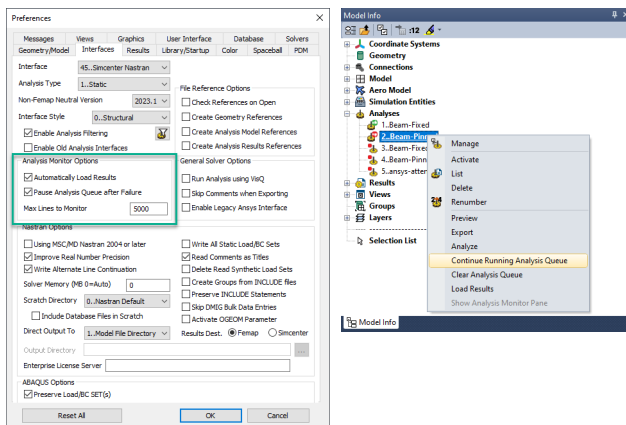 Preferences
Messages Views Graphics User Interface Database Solvers
Geometry/Model Interfaces Results Library/Startup Color Spaceball PDM
Interface 45..Simcenter Nastran
Analysis Type 1..Static
Non-Femap Neutral Version 2023.1
Interface Style 0..Structural
Enable Analysis Filtering
Enable Old Analysis Interfaces
File Reference Options
Check References on Open
Create Geometry References
Create Analysis Model References
Create Analysis Results References
Analysis Monitor Options
Automatically Load Results
Pause Analysis Queue after Failure
Max Lines to Monitor 5000
General Solver Options
Run Analysis using VisQ
Skip Comments when Exporting
Enable Legacy Ansys Interface
Nastran Options
Using MSC/MD Nastran 2004 or later
Improve Real Number Precision
Write Alternate Line Continuation
Solver Memory (MB 0=Auto) 0
Scratch Directory 0..Nastran Default
Include Database Files in Scratch
Direct Output To 1..Model File Directory
Write All Static Load/BC Sets
Read Comments as Titles
Delete Read Synthetic Load Sets
Create Groups from INCLUDE files
Preserve INCLUDE Statements
Skip DMIG Bulk Data Entries
Activate OGEOM Parameter
Results Dest. Femap Simcenter
Output Directory ...
Enterprise License Server
ABAQUS Options
Preserve Load/BC SET(s)
Reset All OK Cancel
Model Info
:12
Coordinate Systems
Geometry
Connections
Model
Aero Model
Simulation Entities
Analyses
1..Beam-Fixed
2..Beam-Pinn
3..Beam-Fixe
4..Beam-Pinn
5..ansys-atter
Results
Views
Groups
Layers
Selection List
Manage
Activate
List
Delete
Renumber
Preview
Export
Analyze
Continue Running Analysis Queue
Clear Analysis Queue
Load Results
Show Analysis Monitor Pane
Model Info